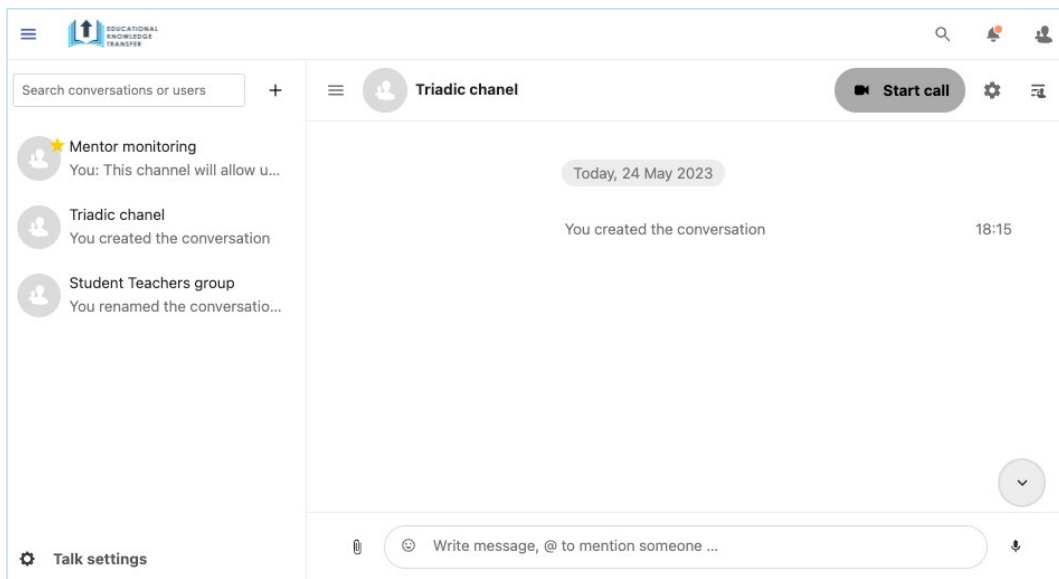 EDUCATIONAL
KNOWLEDGE
TRANSFER
Search conversations or users
Mentor monitoring
You: This channel will allow u...
Triadic chanel
You created the conversation
Student Teachers group
You renamed the conversatio...
Talk settings
Triadic chanel
Start call
Today, 24 May 2023
You created the conversation 18:15
Write message, @ to mention someone ...